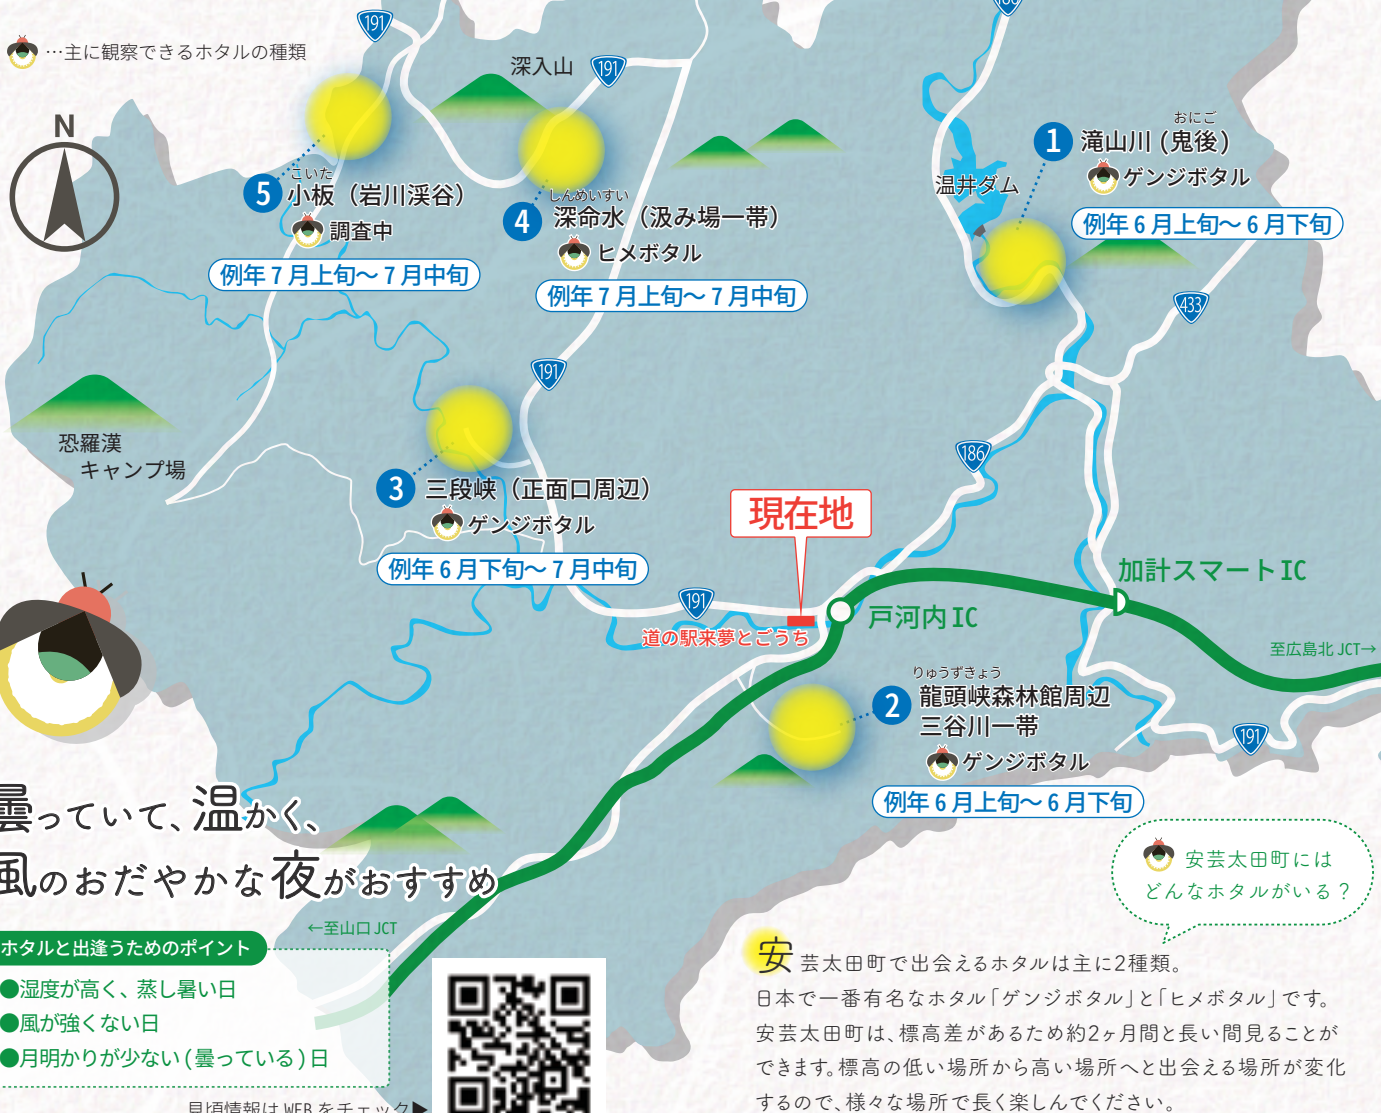 …主に観察できるホタルの種類
N
191
深入山
191
186
おにご
1 滝山川(鬼後)
ゲンジボタル
例年6月上旬〜6月下旬
温井ダム
こいた
5 小板(岩川渓谷)
調査中
例年7月上旬〜7月中旬
しんめいすい
4 深命水(汲み場一帯)
ヒメボタル
例年7月上旬〜7月中旬
433
191
恐羅漢
キャンプ場
3 三段峡(正面口周辺)
ゲンジボタル
例年6月下旬〜7月中旬
186
現在地
191
道の駅来夢とごうち
戸河内IC
加計スマートIC
至広島北JCT→
りゅうずきょう
2 龍頭峡森林館周辺
三谷川一帯
ゲンジボタル
例年6月上旬〜6月下旬
191
曇っていて、温かく、
風のおだやかな夜がおすすめ
←至山口JCT
ホタルと出逢うためのポイント
●湿度が高く、蒸し暑い日
●風が強くない日
●月明かりが少ない(曇っている)日
見頃情報はWEBをチェック▶
安芸太田町には
どんなホタルがいる?
安芸太田町で出会えるホタルは主に2種類。
日本で一番有名なホタル「ゲンジボタル」と「ヒメボタル」です。
安芸太田町は、標高差があるため約2ヶ月間と長い間見ることが
できます。標高の低い場所から高い場所へと出会える場所が変化
するので、様々な場所で長く楽しんでください。